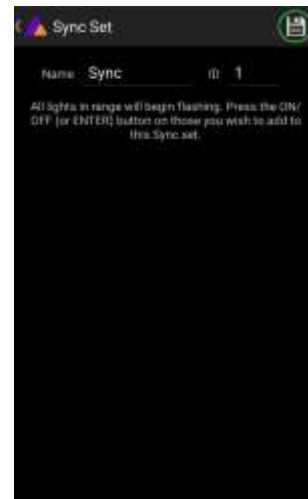 Sync Set
Name Sync ID 1
All lights in range will begin flashing. Press the ON/
OFF (or ENTER) button on those you wish to add to
this Sync set.